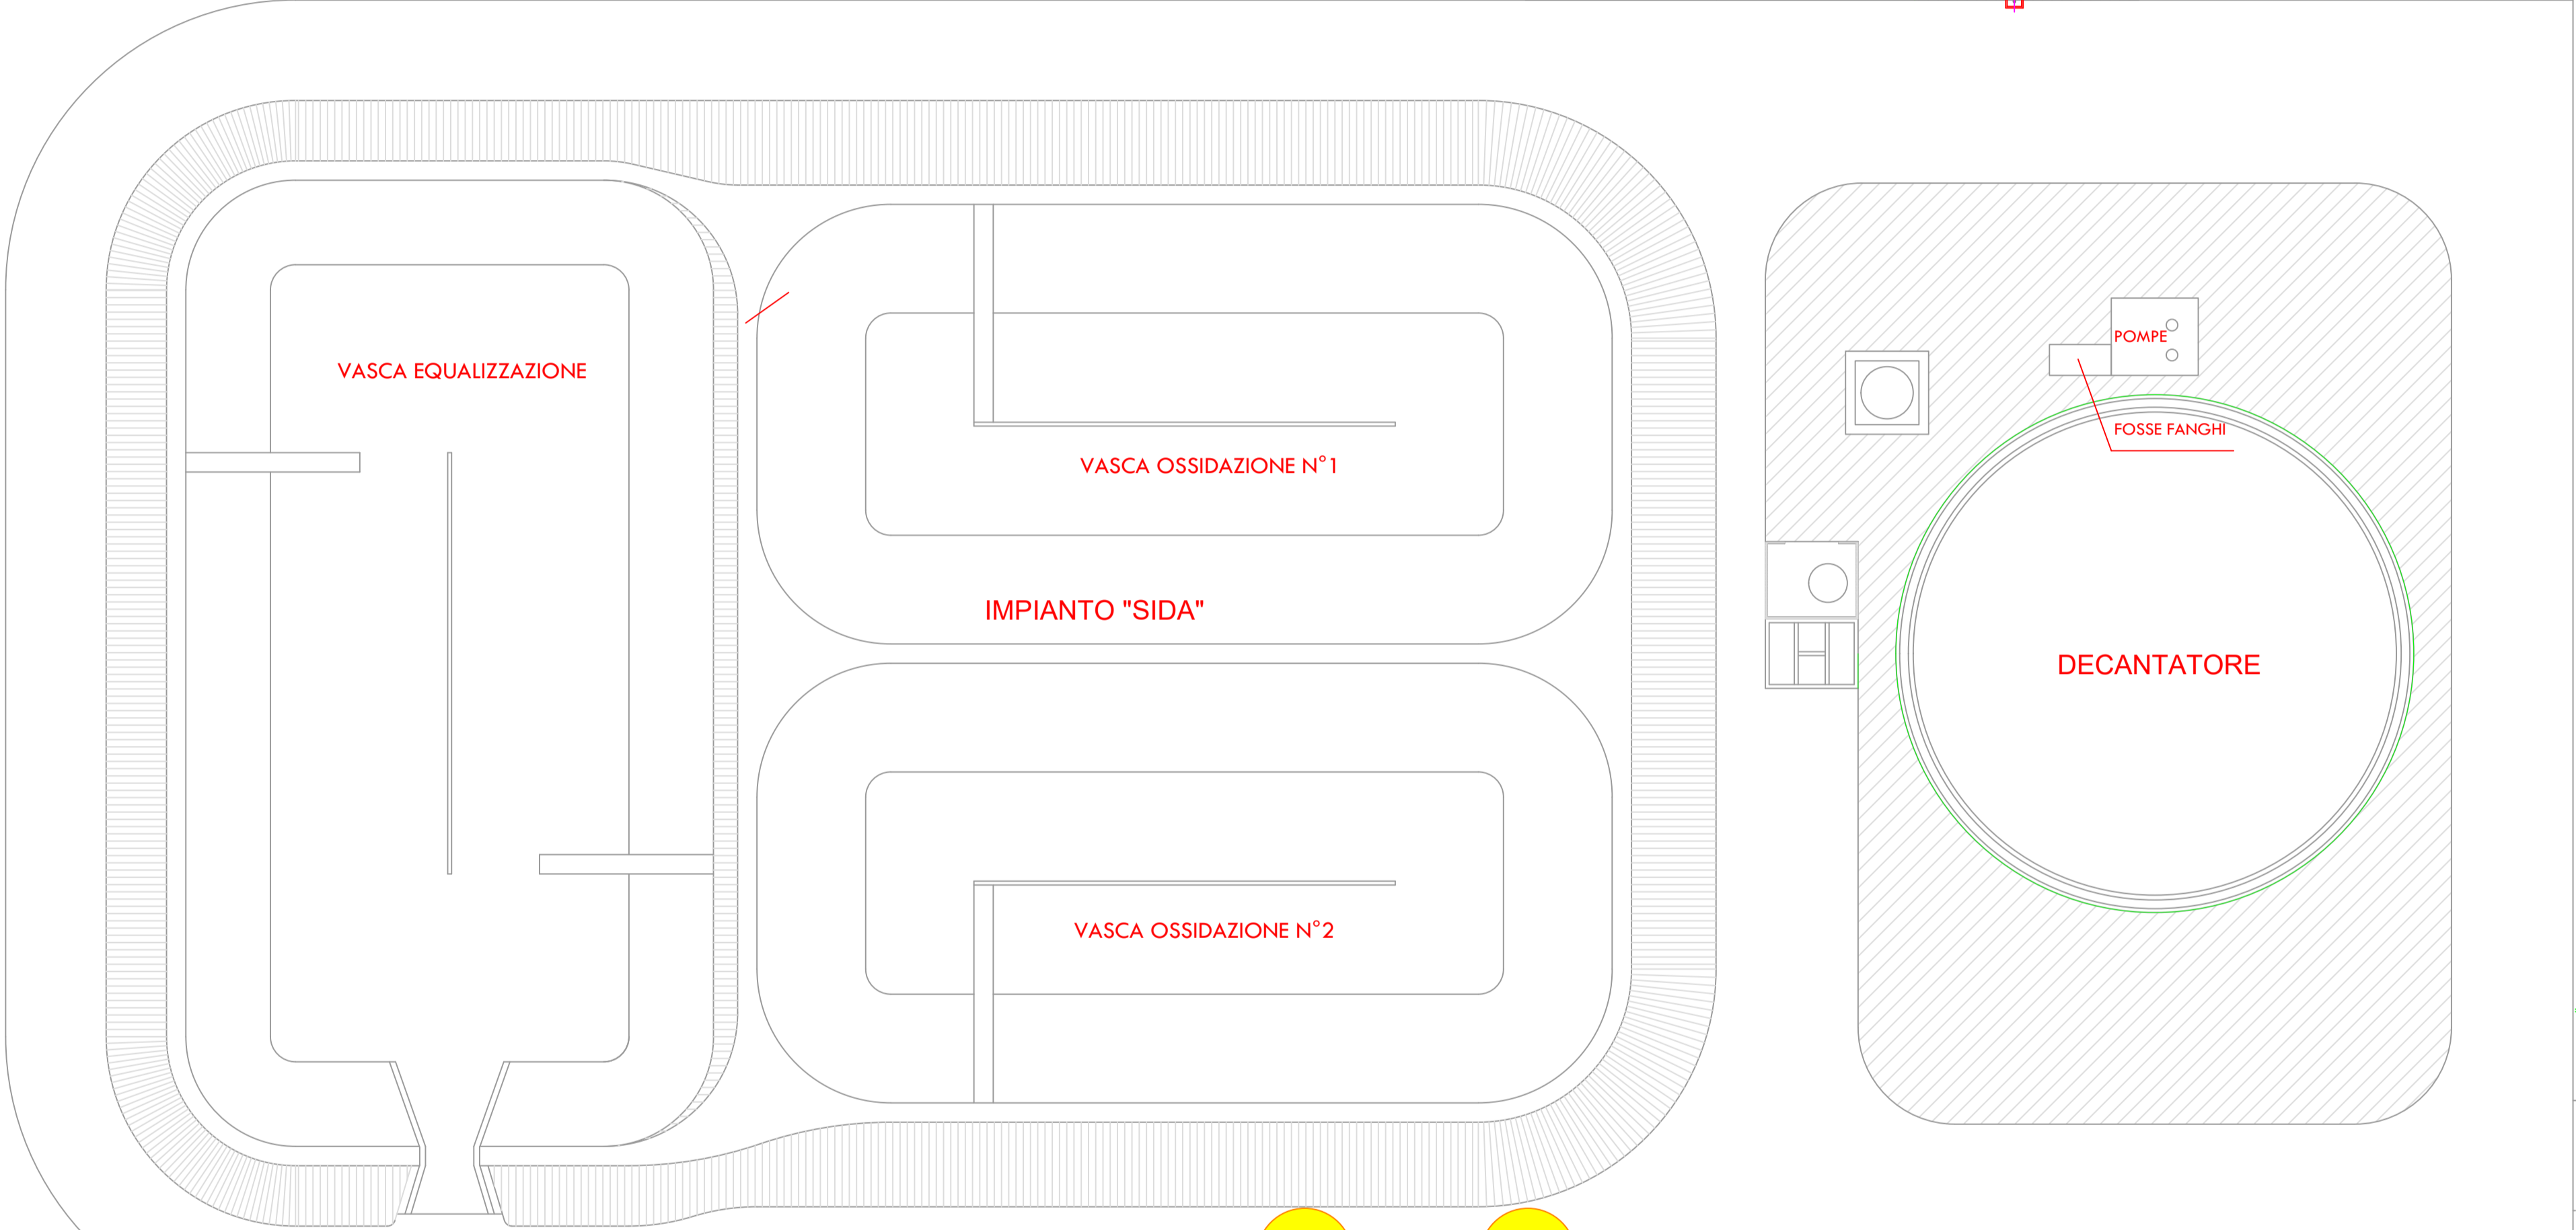 VASCA EQUALIZZAZIONE
VASCA OSSIDAZIONE N°1
IMPIANTO "SIDA"
VASCA OSSIDAZIONE N°2
POMPE
FOSSE FANGHI
DECANTATORE